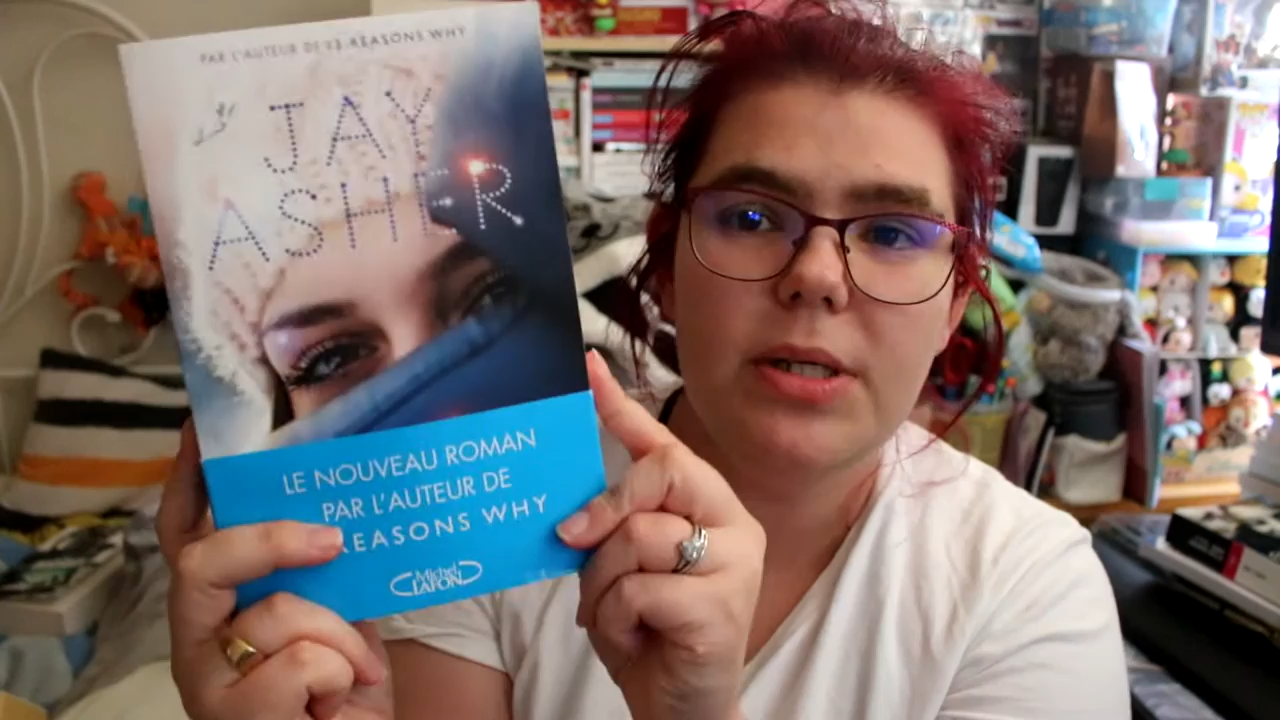 PAR L'AUTEUR DE 13 REASONS WHY
JAY
ASHER
LE NOUVEAU ROMAN
PAR L'AUTEUR DE
REASONS WHY
Michel
LAFON